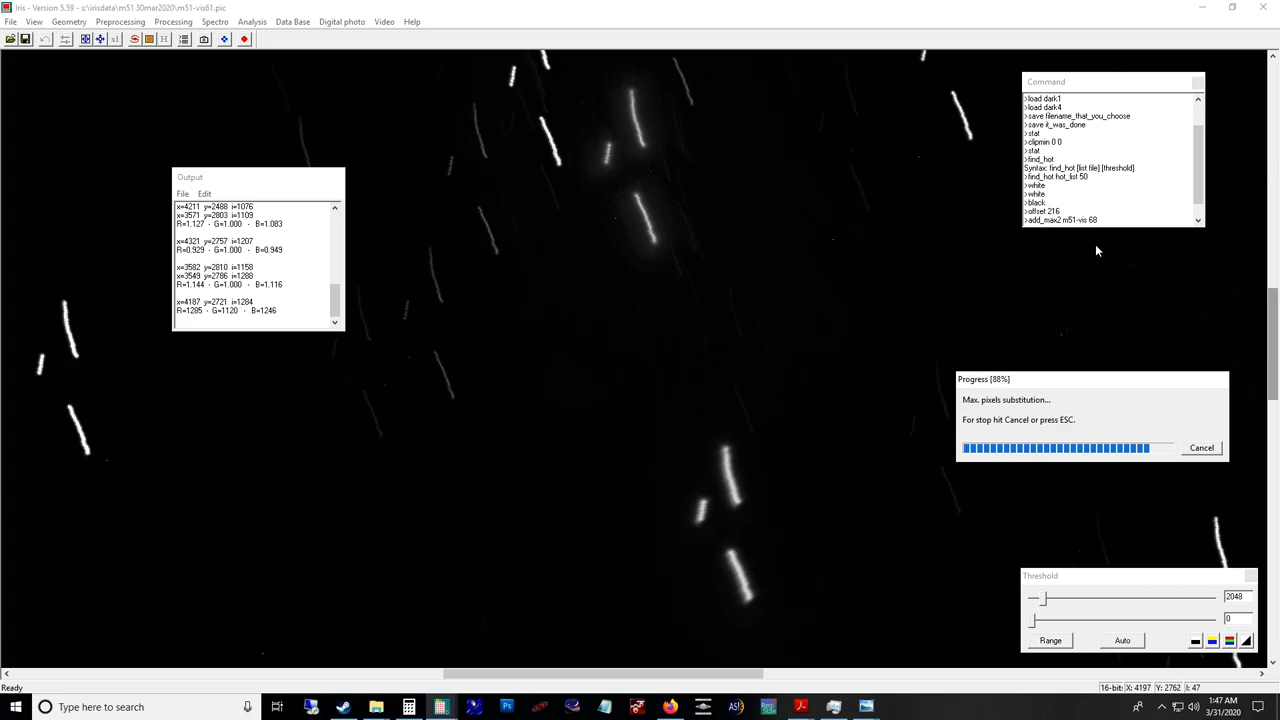 Iris - Version 5.59 - s:\irisdata\m51 30mar2020\m51-vis61.pic
File View Geometry Preprocessing Processing Spectro Analysis Data Base Digital photo Video Help
Command
>load dark1
>load dark4
>save filename_that_you_choose
>save it_was_done
>stat
>clipmin 0 0
>stat
>find_hot
Syntax: find_hot [list file] [threshold]
>find_hot hot_list 50
>white
>white
>black
>offset 216
>add_max2 m51-vis 68
Output
File Edit
x=4211 y=2488 i=1076
x=3571 y=2803 i=1109
R=1.127 - G=1.000 - B=1.083
x=4321 y=2757 i=1207
R=0.929 - G=1.000 - B=0.949
x=3582 y=2810 i=1158
x=3549 y=2786 i=1288
R=1.144 - G=1.000 - B=1.116
x=4187 y=2721 i=1284
R=1285 - G=1120 - B=1246
Progress [88%]
Max. pixels substitution...
For stop hit Cancel or press ESC.
Cancel
Threshold
2048
0
Range Auto
Ready
16-bit: X: 4197 Y: 2762 I: 47
Type here to search
1:47 AM
3/31/2020